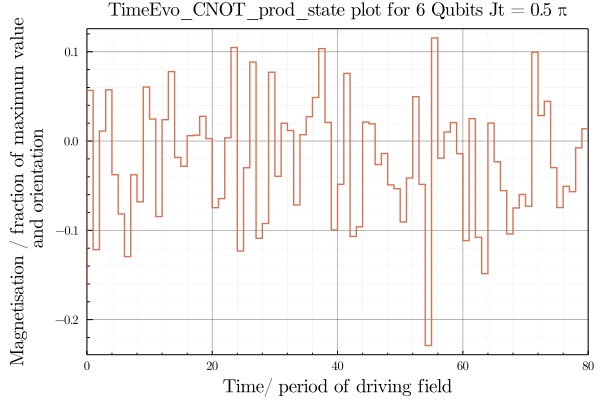 TimeEvo_CNOT_prod_state plot for 6 Qubits Jt = 0.5 π
Magnetisation / fraction of maximum value
and orientation
0.1
0.0
−0.1
−0.2
0 20 40 60 80
Time/ period of driving field